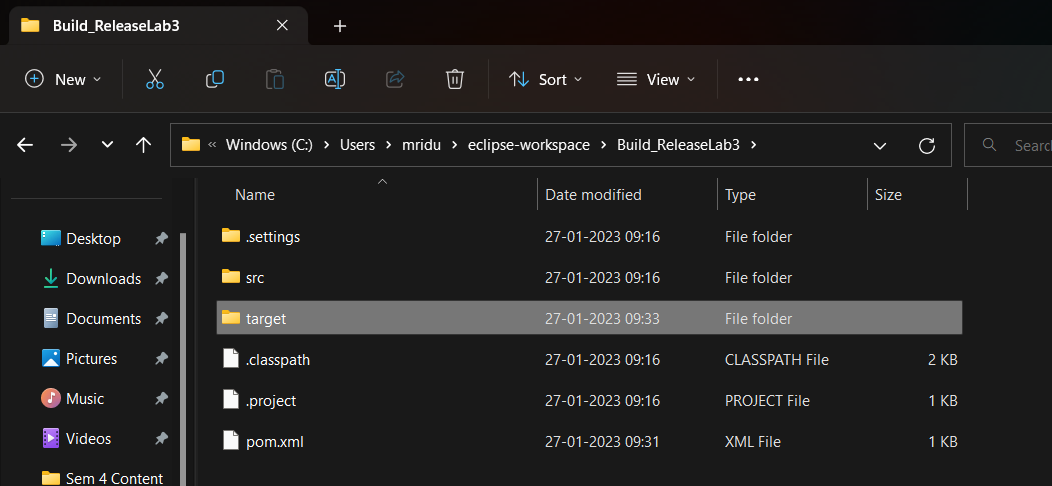 Build_ReleaseLab3
New Sort View
« Windows (C:) › Users › mridu › eclipse-workspace › Build_ReleaseLab3 ›
Name Date modified Type Size
Desktop
Downloads
Documents
Pictures
Music
Videos
Sem 4 Content
.settings 27-01-2023 09:16 File folder
src 27-01-2023 09:16 File folder
target 27-01-2023 09:33 File folder
.classpath 27-01-2023 09:16 CLASSPATH File 2 KB
.project 27-01-2023 09:16 PROJECT File 1 KB
pom.xml 27-01-2023 09:31 XML File 1 KB